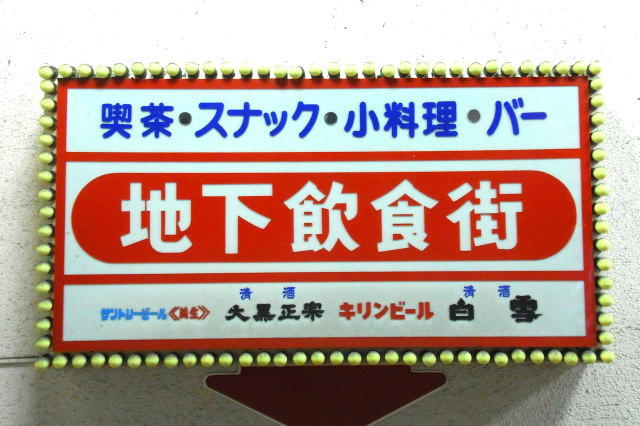 喫茶・スナック・小料理・バー
地下飲食街
清酒 清酒
サントリービール《純生》 大黒正宗 キリンビール 白雪